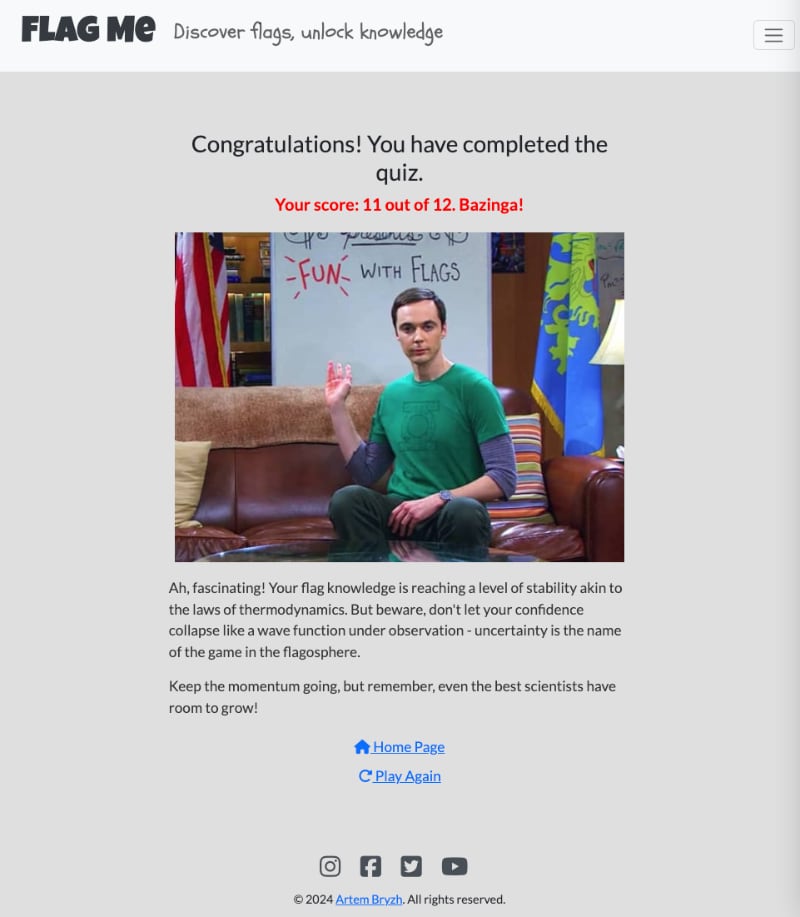 FLAG ME
Discover flags, unlock knowledge
Congratulations! You have completed the
quiz.
Your score: 11 out of 12. Bazinga!
presents
FUN WITH FLAGS
Ah, fascinating! Your flag knowledge is reaching a level of stability akin to
the laws of thermodynamics. But beware, don't let your confidence
collapse like a wave function under observation - uncertainty is the name
of the game in the flagosphere.
Keep the momentum going, but remember, even the best scientists have
room to grow!
Home Page
Play Again
© 2024 Artem Bryzh. All rights reserved.